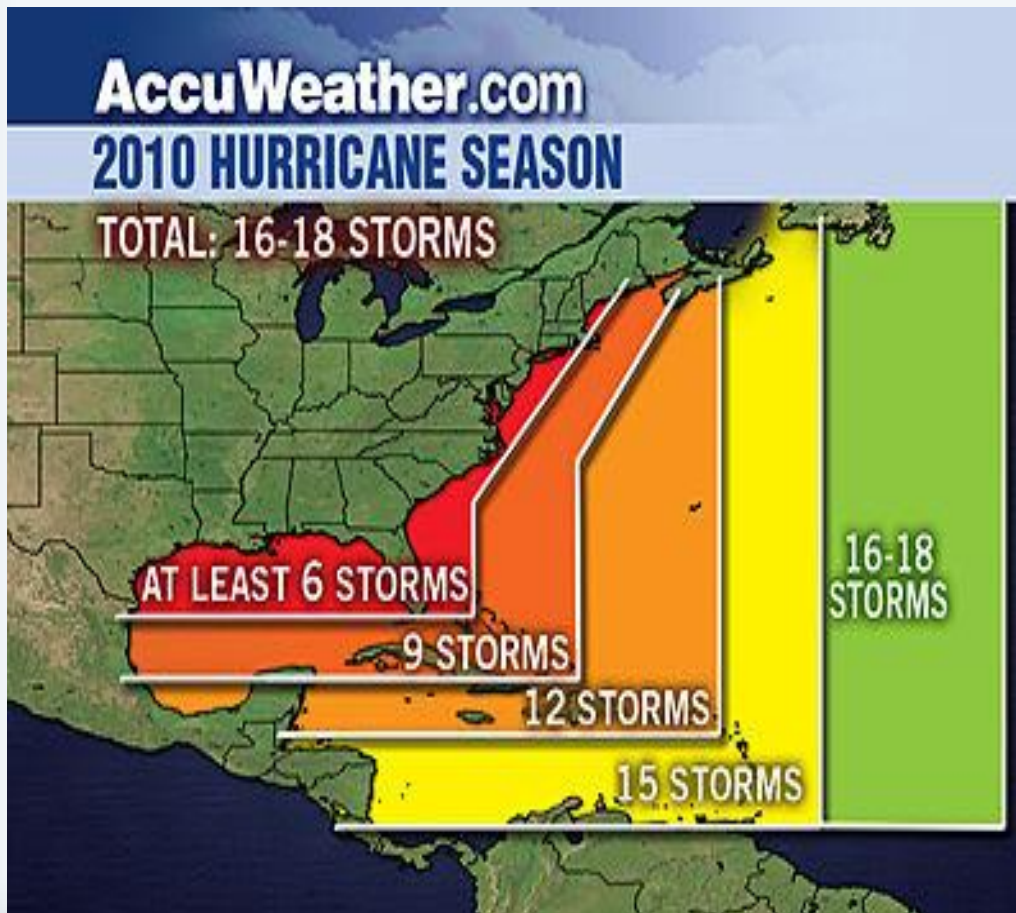 AccuWeather.com
2010 HURRICANE SEASON
TOTAL: 16-18 STORMS
AT LEAST 6 STORMS
9 STORMS
12 STORMS
15 STORMS
16-18
STORMS